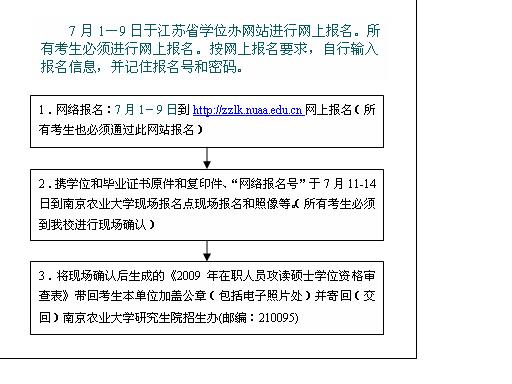 7 月 1—9 日于江苏省学位办网站进行网上报名。所
有考生必须进行网上报名。按网上报名要求，自行输入
报名信息，并记住报名号和密码。
1．网络报名：7 月 1－9 日到 http://zzlk.nuaa.edu.cn 网上报名（所
有考生也必须通过此网站报名）
2．携学位和毕业证书原件和复印件、“网络报名号”于 7 月 11-14
日到南京农业大学现场报名点现场报名和照像等。（所有考生必须
到我校进行现场确认）
3．将现场确认后生成的《2009 年在职人员攻读硕士学位资格审
查表》带回考生本单位加盖公章（包括电子照片处）并寄回（交
回）南京农业大学研究生院招生办(邮编：210095)